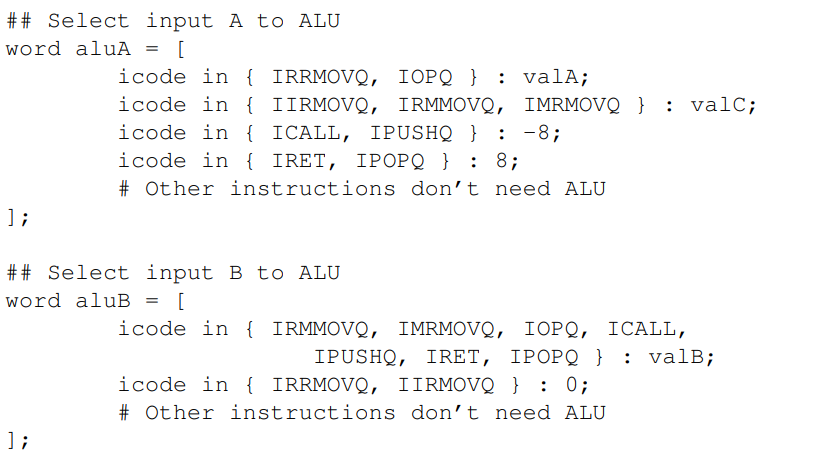 ## Select input A to ALU
word aluA = [
        icode in { IRRMOVQ, IOPQ } : valA;
        icode in { IIRMOVQ, IRMMOVQ, IMRMOVQ } : valC;
        icode in { ICALL, IPUSHQ } : -8;
        icode in { IRET, IPOPQ } : 8;
        # Other instructions don't need ALU
];
## Select input B to ALU
word aluB = [
        icode in { IRMMOVQ, IMRMOVQ, IOPQ, ICALL,
                      IPUSHQ, IRET, IPOPQ } : valB;
        icode in { IRRMOVQ, IIRMOVQ } : 0;
        # Other instructions don't need ALU
];